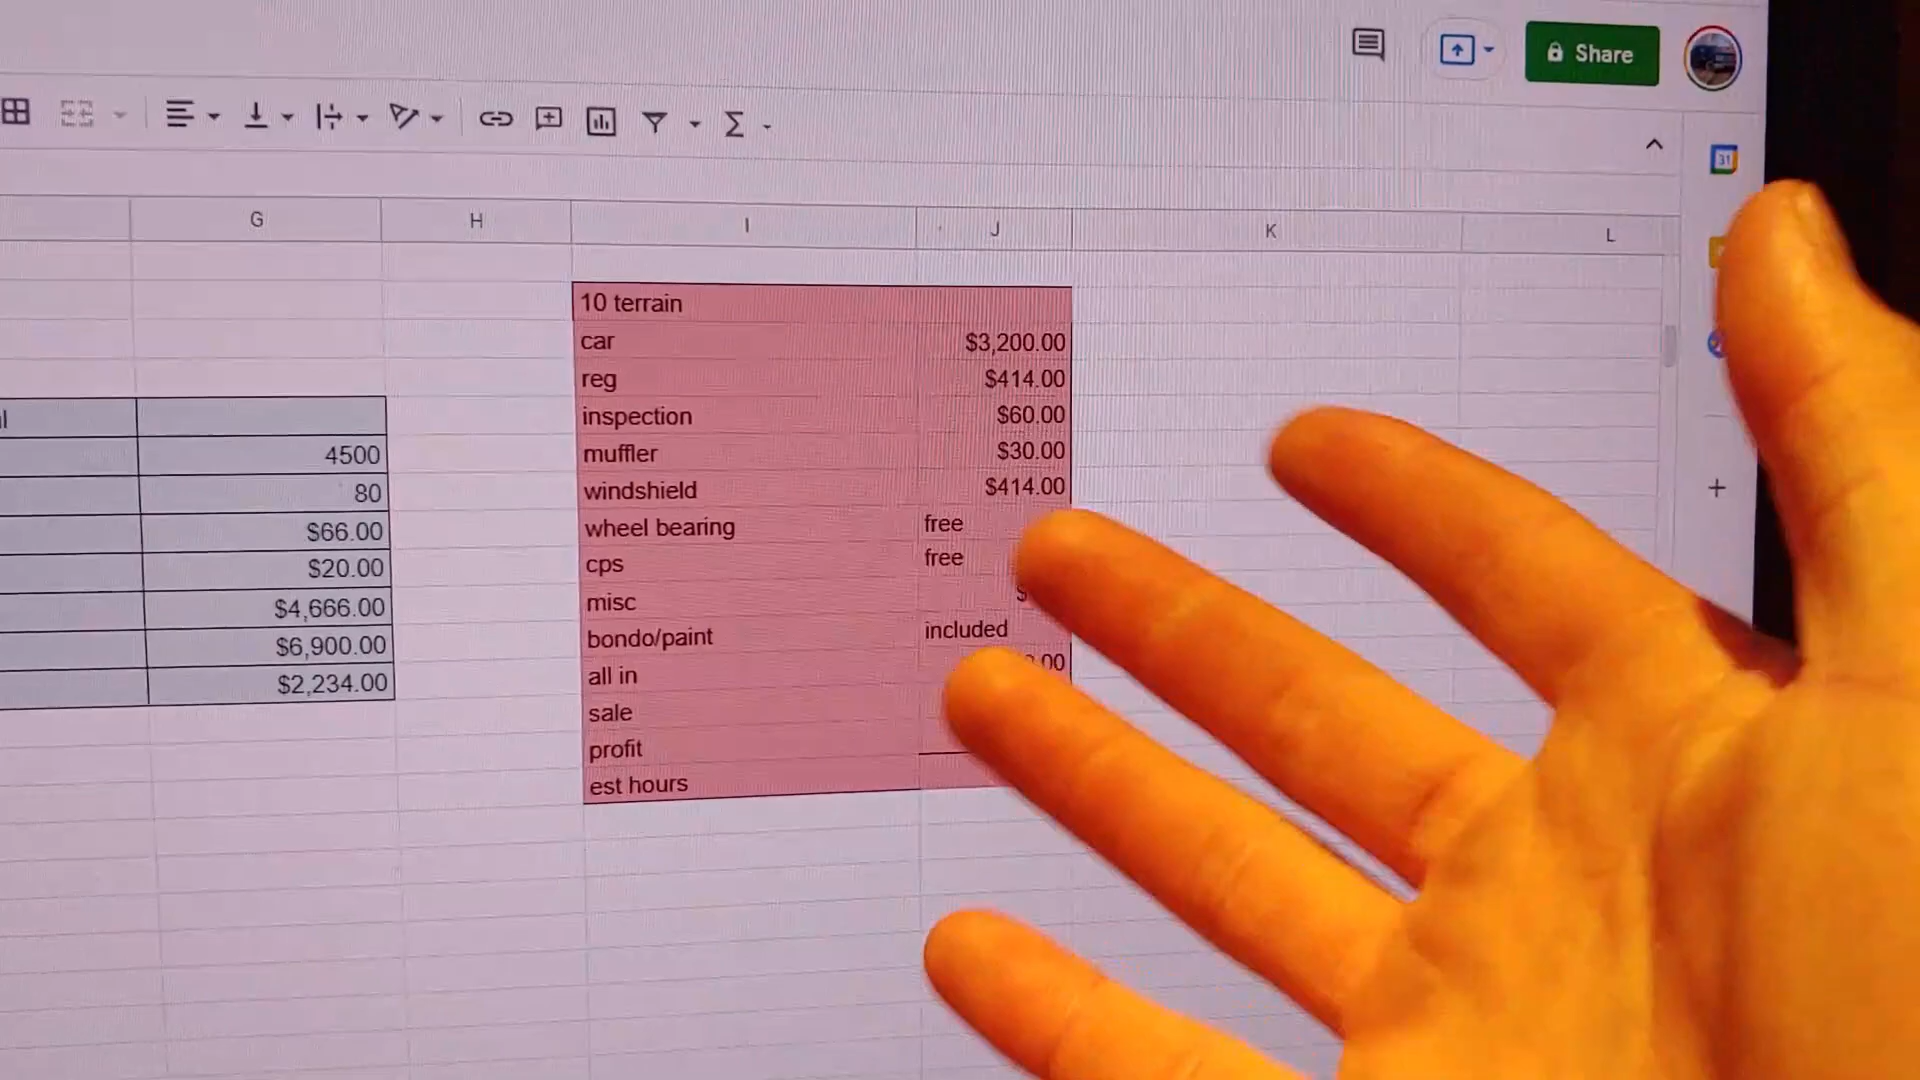 Share
31
G H I J K L
10 terrain
car $3,200.00
reg $414.00
inspection $60.00
muffler $30.00
windshield $414.00
wheel bearing free
cps free
misc $
bondo/paint included
all in .00
sale
profit
est hours
l
4500
80
$66.00
$20.00
$4,666.00
$6,900.00
$2,234.00